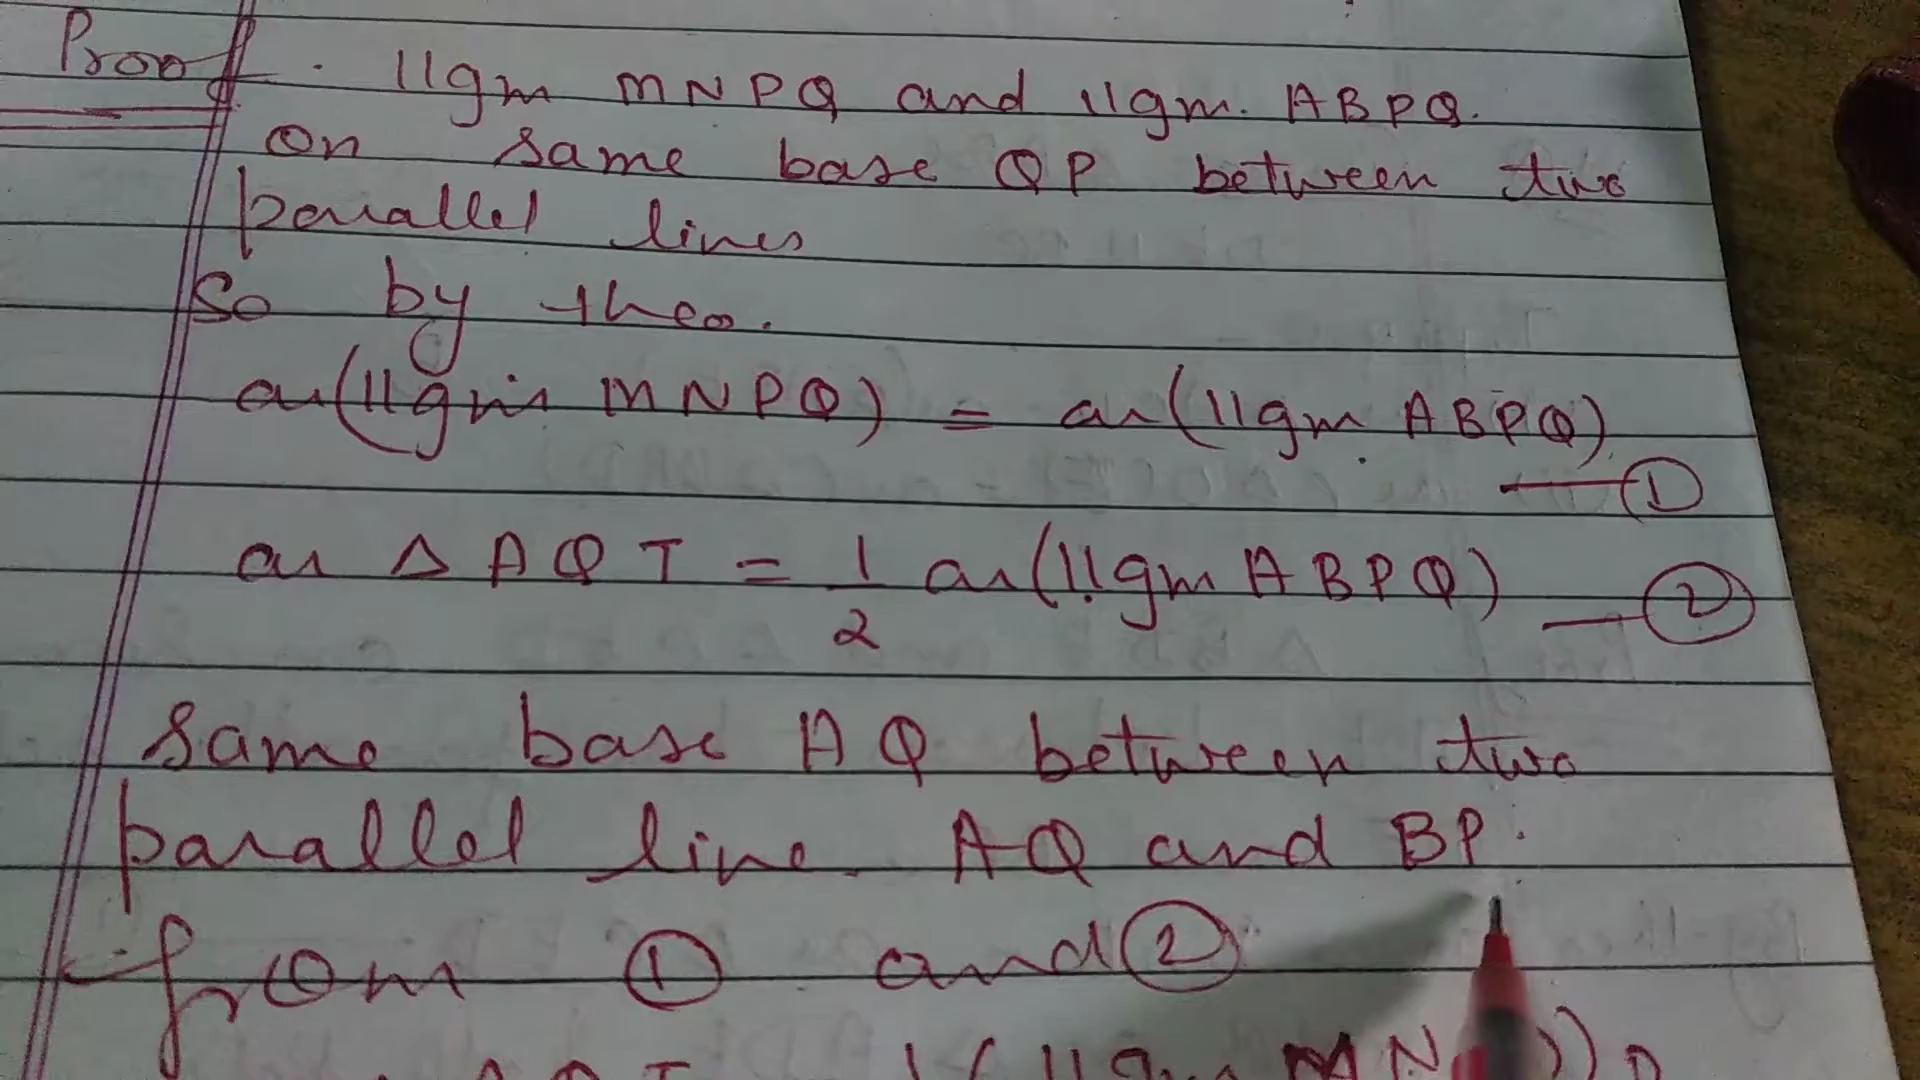 Proof. ||gm MNPQ and ||gm. ABPQ.
on same base QP between two
parallel lines
So by theo.
ar(||gm MNPQ) = ar(||gm ABPQ)
①
ar △ AQT = 1/2 ar(||gm ABPQ) — ②
Same base AQ between two
parallel line AQ and BP.
from ① and ②